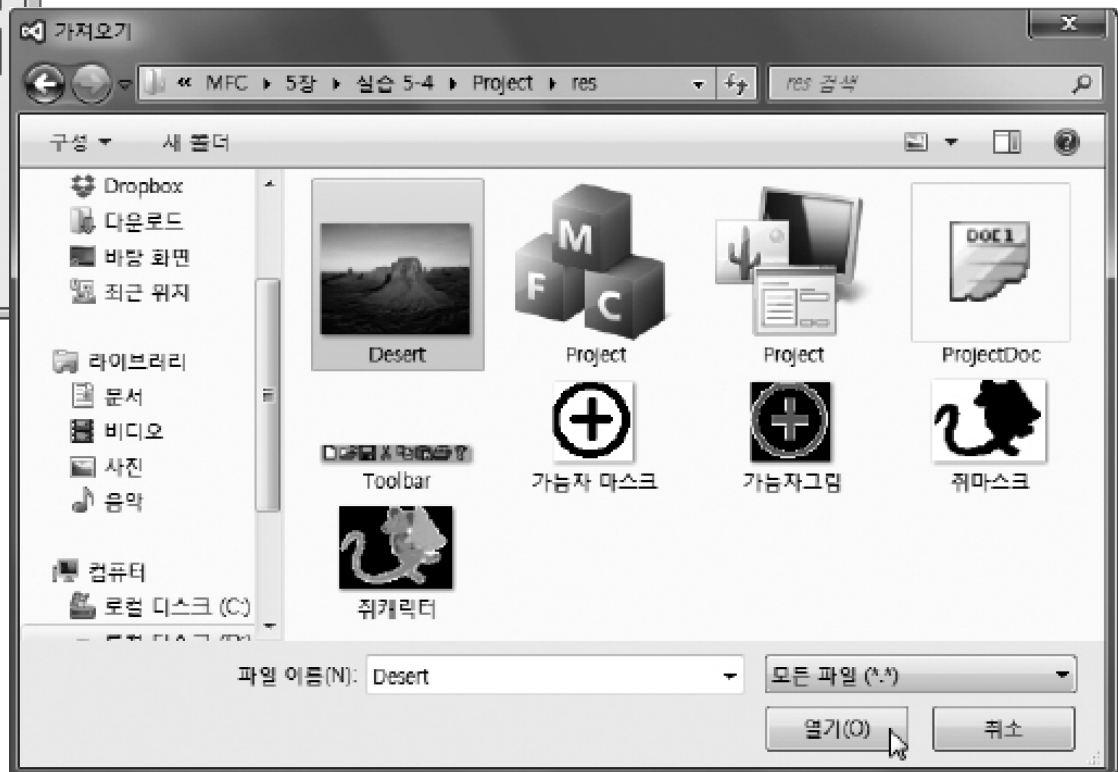 가져오기
x
« MFC ▸ 5장 ▸ 실습 5-4 ▸ Project ▸ res
res 검색
구성 새 폴더
Dropbox
다운로드
바탕 화면
최근 위치
라이브러리
문서
비디오
사진
음악
컴퓨터
로컬 디스크 (C:)
M
F
C
DOC1
Desert
Project
Project
ProjectDoc
Toolbar
가늠자 마스크
가늠자그림
쥐마스크
쥐캐릭터
파일 이름(N): Desert
모든 파일 (*.*)
열기(O)
취소